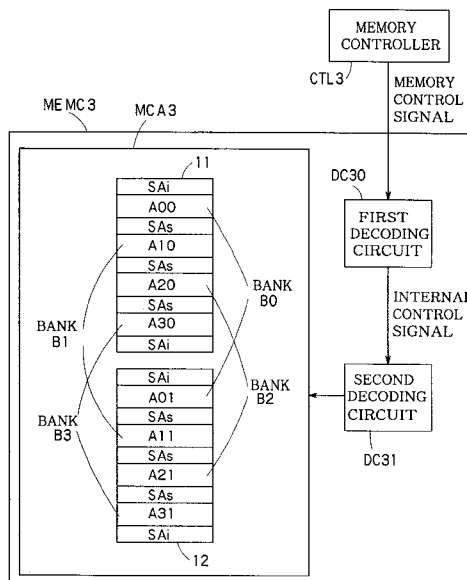 MEMORY
CONTROLLER
CTL3
MEMORY
CONTROL
SIGNAL
MEMC3
MCA3
DC30
FIRST
DECODING
CIRCUIT
INTERNAL
CONTROL
SIGNAL
SECOND
DECODING
CIRCUIT
DC31
11
SAi
A00
SAs
A10
SAs
A20
SAs
A30
SAi
BANK
B0
BANK
B1
BANK
B2
BANK
B3
SAi
A01
SAs
A11
SAs
A21
SAs
A31
SAi
12